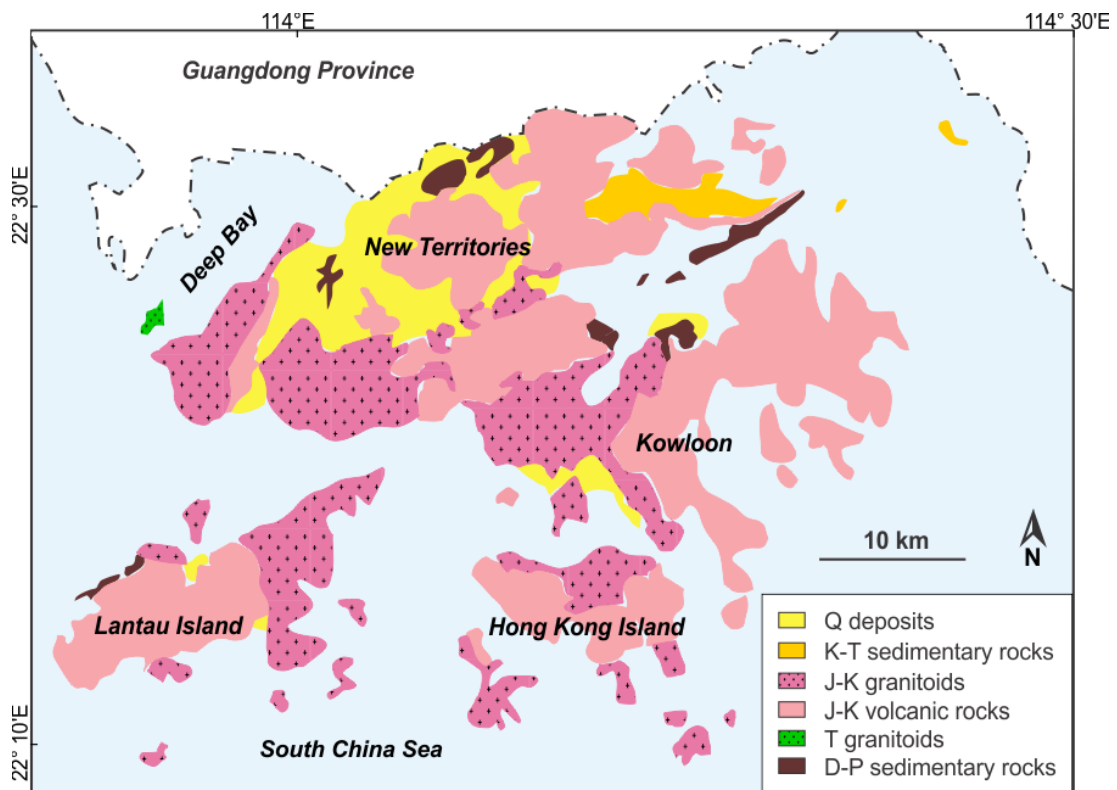 114°E
114° 30'E
Guangdong Province
22° 30'E
Deep Bay
New Territories
Kowloon
10 km
N
Lantau Island
Hong Kong Island
22° 10'E
South China Sea
Q deposits
K-T sedimentary rocks
J-K granitoids
J-K volcanic rocks
T granitoids
D-P sedimentary rocks